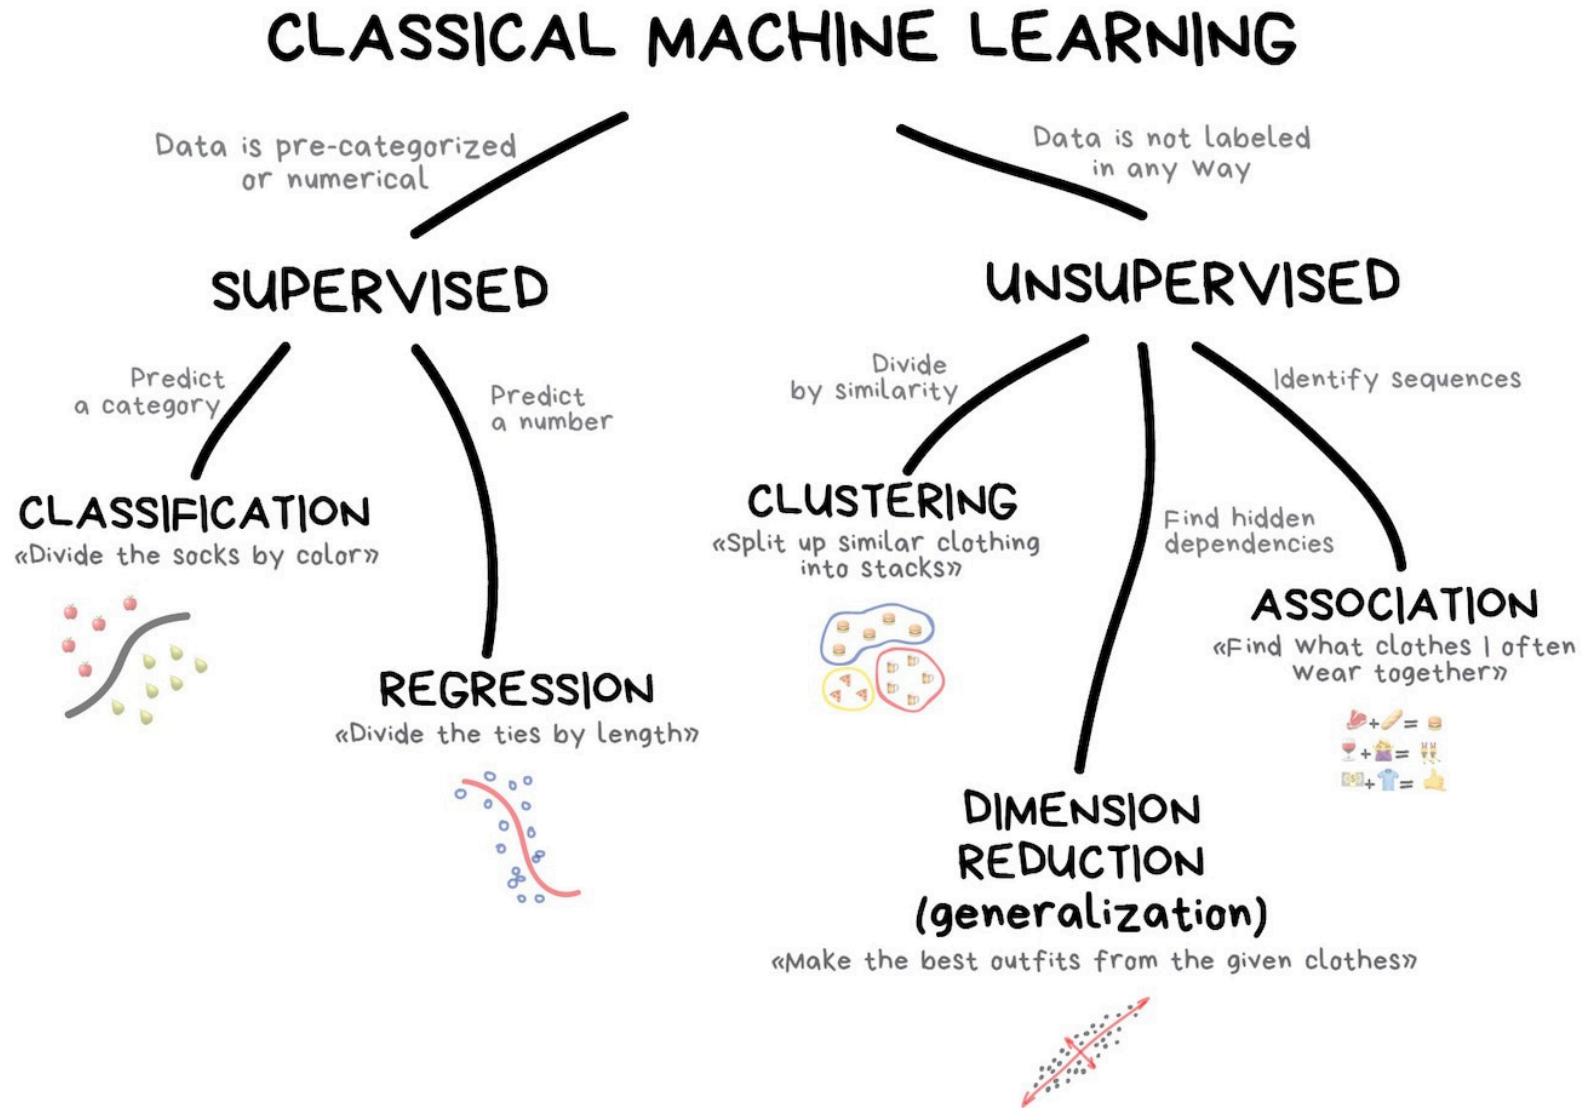 CLASSICAL MACHINE LEARNING
Data is pre-categorized
or numerical
Data is not labeled
in any way
SUPERVISED
UNSUPERVISED
Predict
a category
Predict
a number
Divide
by similarity
Identify sequences
CLASSIFICATION
«Divide the socks by color»
CLUSTERING
«Split up similar clothing
into stacks»
Find hidden
dependencies
ASSOCIATION
«Find what clothes I often
wear together»
REGRESSION
«Divide the ties by length»
+ =
+ =
+ =
DIMENSION
REDUCTION
(generalization)
«Make the best outfits from the given clothes»